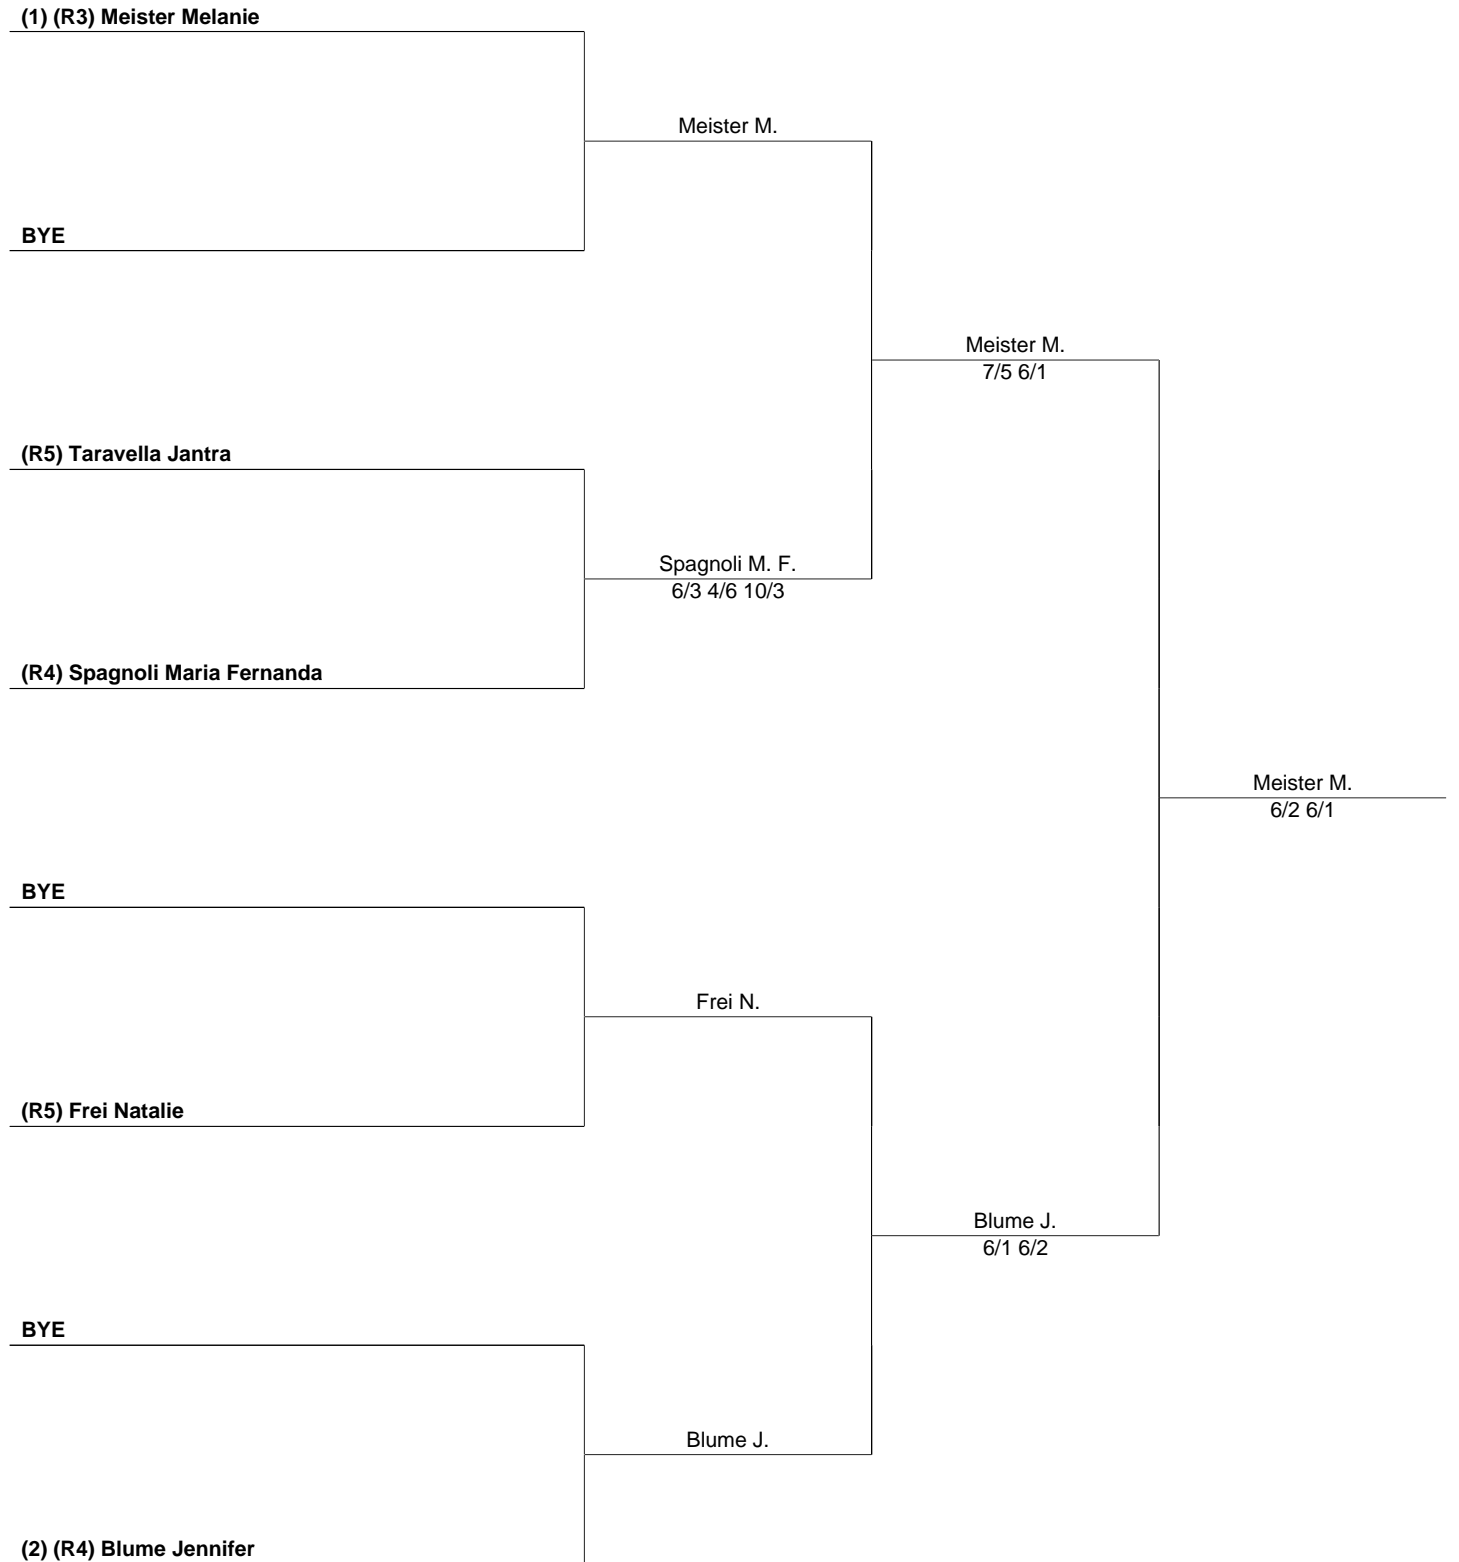 (1) (R3) Meister Melanie
Meister M.
BYE
Meister M.
7/5 6/1
(R5) Taravella Jantra
Spagnoli M. F.
6/3 4/6 10/3
(R4) Spagnoli Maria Fernanda
Meister M.
6/2 6/1
BYE
Frei N.
(R5) Frei Natalie
Blume J.
6/1 6/2
BYE
Blume J.
(2) (R4) Blume Jennifer